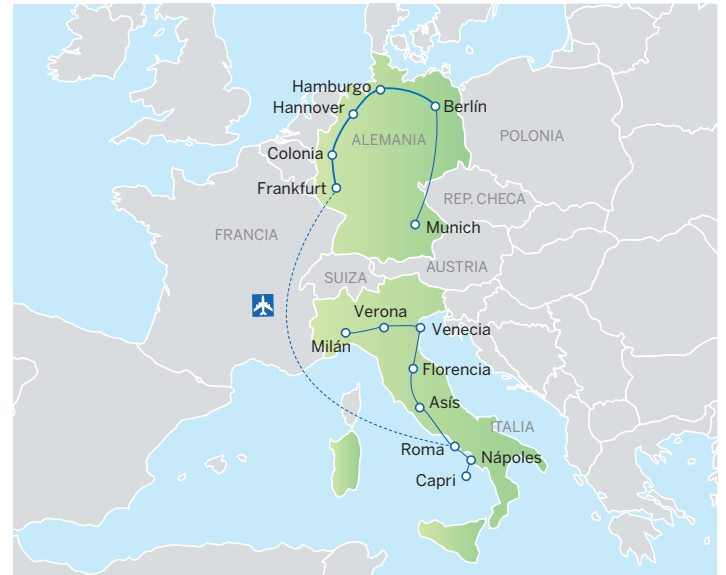 Hamburgo
Hannover
Berlín
ALEMANIA
POLONIA
Colonia
Frankfurt
REP. CHECA
Munich
FRANCIA
AUSTRIA
SUIZA
Verona
Venecia
Milán
Florencia
Asís
ITALIA
Roma
Nápoles
Capri